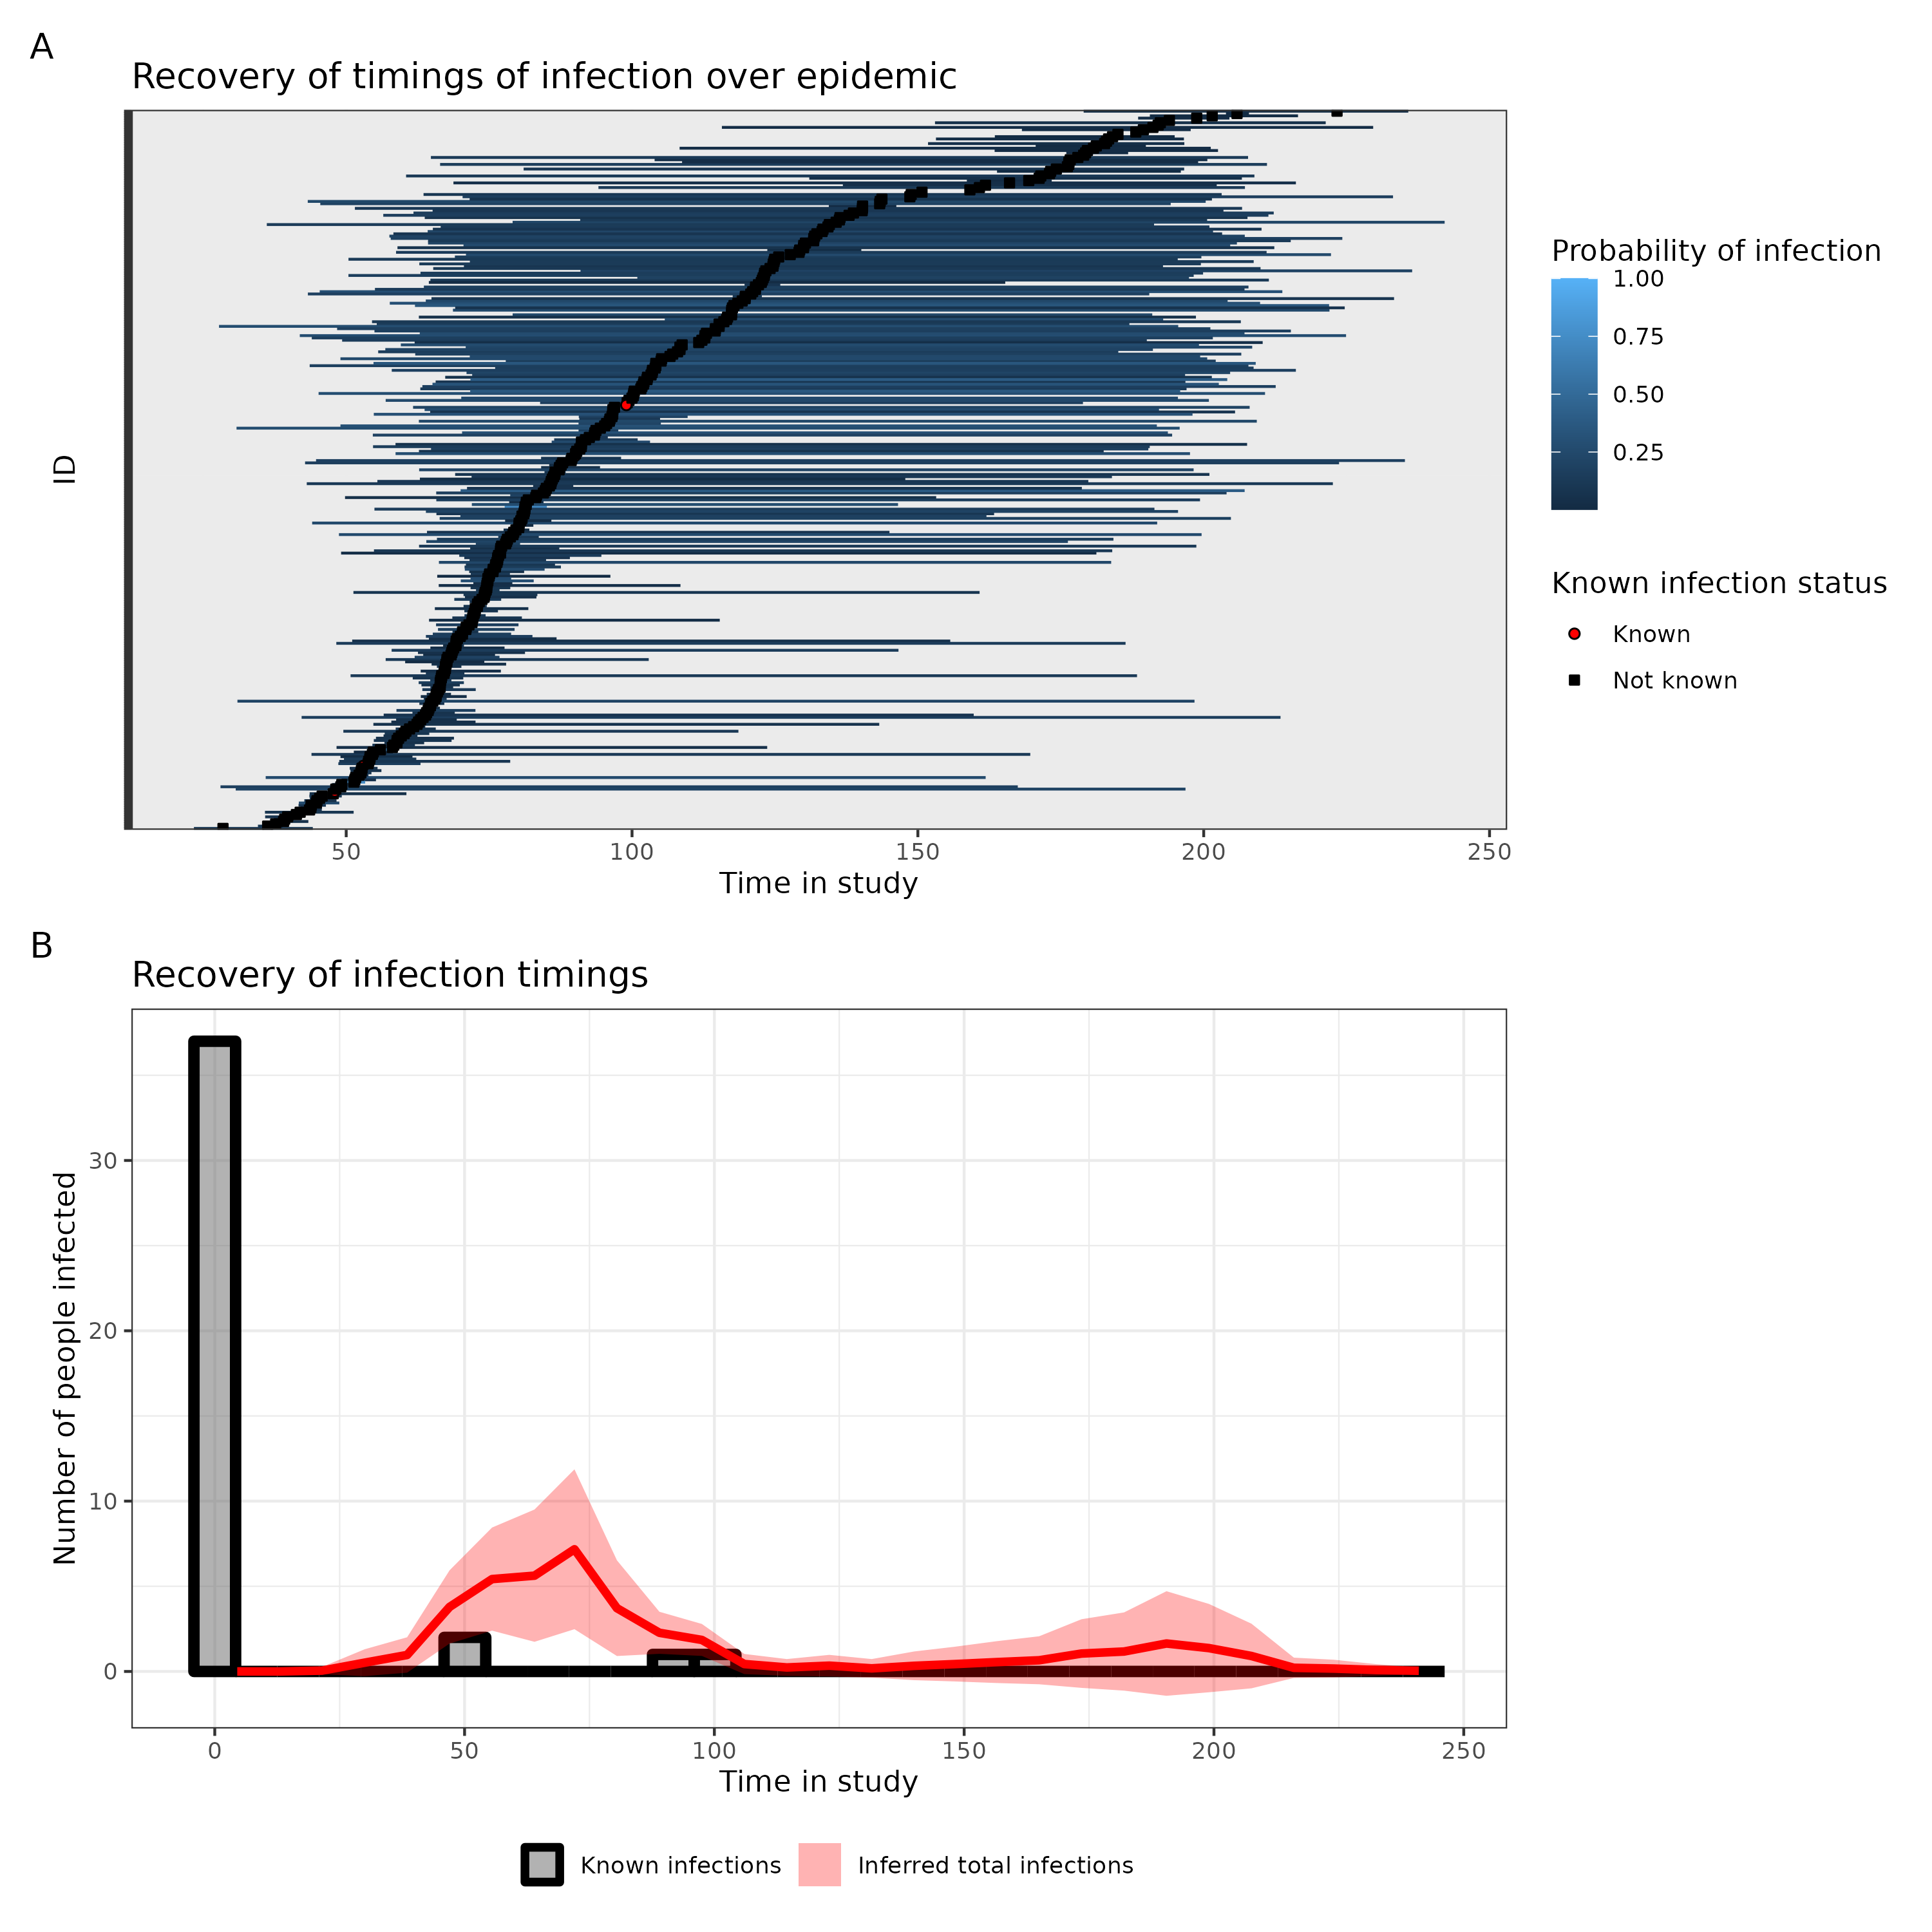 A
Recovery of timings of infection over epidemic
ID
50 100 150 200 250
Time in study
Probability of infection
1.00
0.75
0.50
0.25
Known infection status
Known
Not known
B
Recovery of infection timings
Number of people infected
30
20
10
0
0 50 100 150 200 250
Time in study
Known infections Inferred total infections